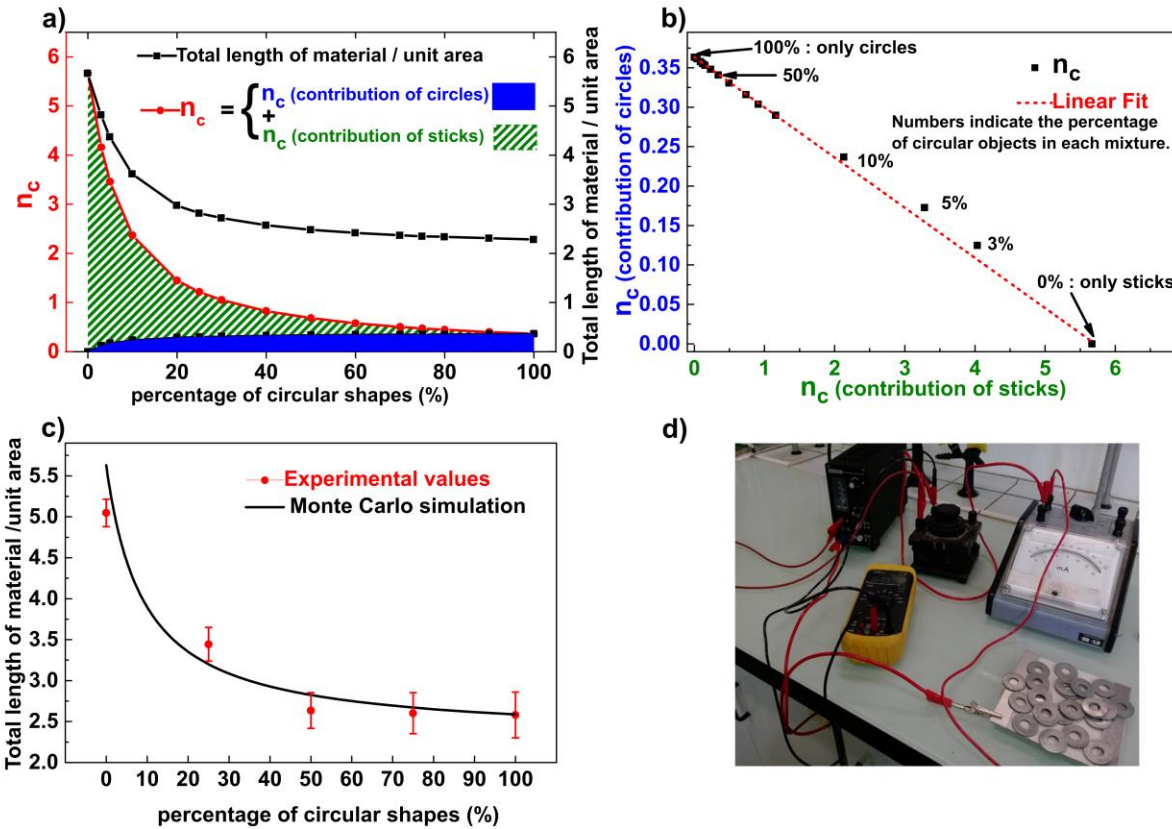 a)
Total length of material / unit area
n_c = { n_c (contribution of circles)
+
n_c (contribution of sticks)
n_c
6
5
4
3
2
1
0
6
5
4
3
2
1
0
Total length of material / unit area
0 20 40 60 80 100
percentage of circular shapes (%)
b)
100% : only circles
50%
n_c
Linear Fit
Numbers indicate the percentage
of circular objects in each mixture.
10%
5%
3%
0% : only sticks
n_c (contribution of circles)
0.35
0.30
0.25
0.20
0.15
0.10
0.05
0.00
0 1 2 3 4 5 6
n_c (contribution of sticks)
c)
Experimental values
Monte Carlo simulation
Total length of material /unit area
5.5
5.0
4.5
4.0
3.5
3.0
2.5
2.0
0 10 20 30 40 50 60 70 80 90 100
percentage of circular shapes (%)
d)
mA